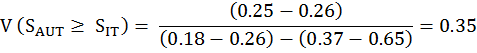 V (S_AUT ≥ S_IT) = (0.25 − 0.26) / ((0.18 − 0.26) − (0.37 − 0.65)) = 0.35